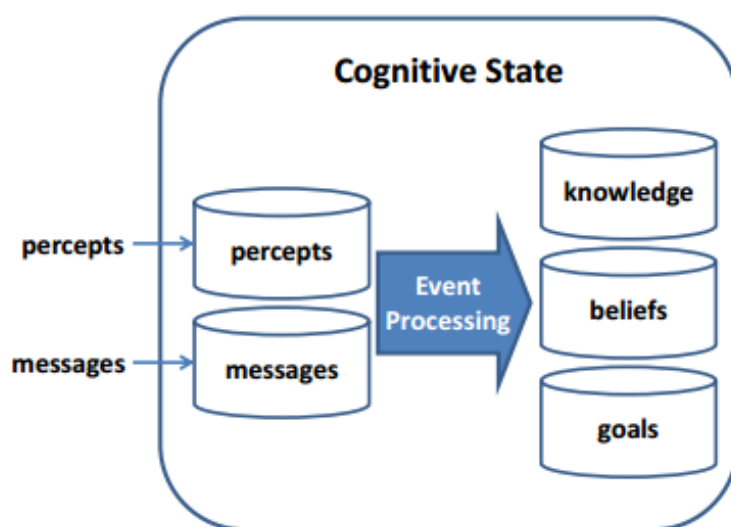 Cognitive State
knowledge
percepts
percepts
Event
Processing
beliefs
messages
messages
goals